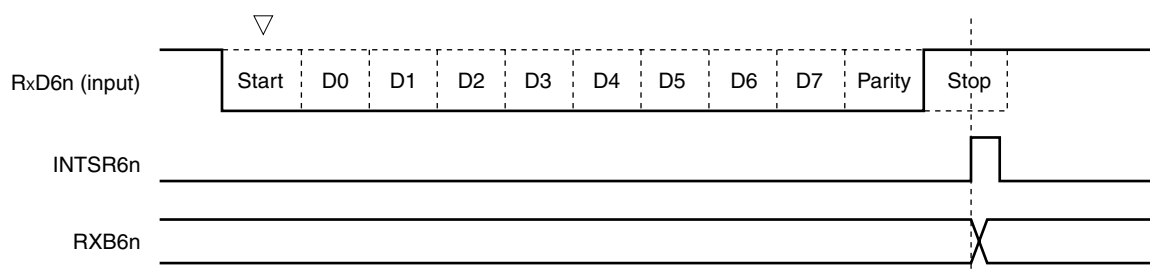 RxD6n (input)
Start D0 D1 D2 D3 D4 D5 D6 D7 Parity Stop
INTSR6n
RXB6n